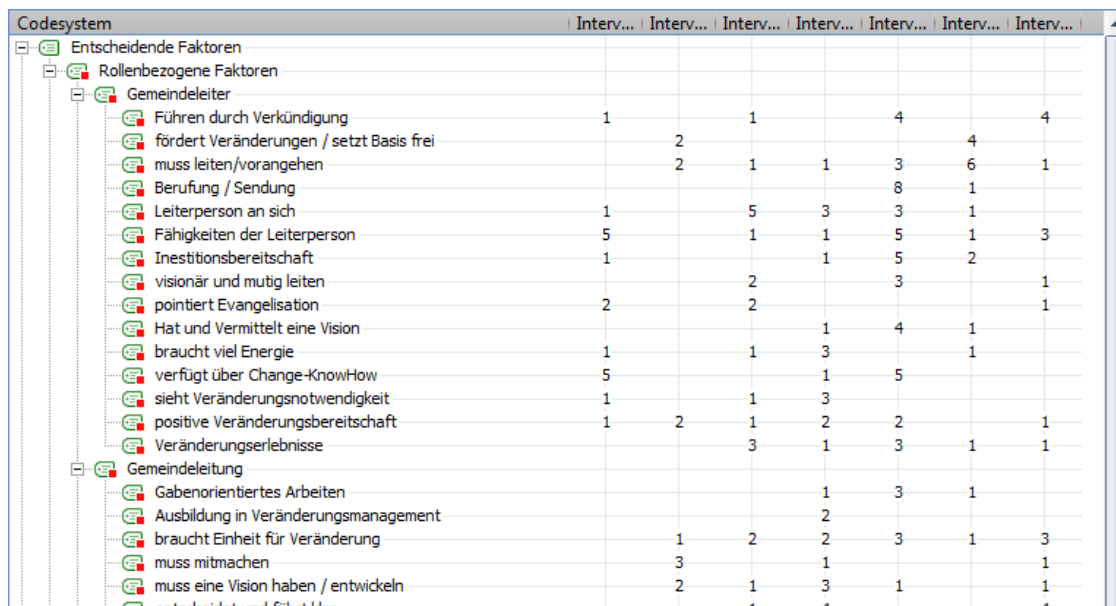 Codesystem Interv... Interv... Interv... Interv... Interv... Interv... Interv...
Entscheidende Faktoren
Rollenbezogene Faktoren
Gemeindeleiter
Führen durch Verkündigung 1 1 4 4
fördert Veränderungen / setzt Basis frei 2 4
muss leiten/vorangehen 2 1 1 3 6 1
Berufung / Sendung 8 1
Leiterperson an sich 1 5 3 3 1
Fähigkeiten der Leiterperson 5 1 1 5 1 3
Inestitionsbereitschaft 1 1 5 2
visionär und mutig leiten 2 3 1
pointiert Evangelisation 2 2 1
Hat und Vermittelt eine Vision 1 4 1
braucht viel Energie 1 1 3 1
verfügt über Change-KnowHow 5 1 5
sieht Veränderungsnotwendigkeit 1 1 3
positive Veränderungsbereitschaft 1 2 1 2 2 1
Veränderungserlebnisse 3 1 3 1 1
Gemeindeleitung
Gabenorientiertes Arbeiten 1 3 1
Ausbildung in Veränderungsmanagement 2
braucht Einheit für Veränderung 1 2 2 3 1 3
muss mitmachen 3 1 1
muss eine Vision haben / entwickeln 2 1 3 1 1